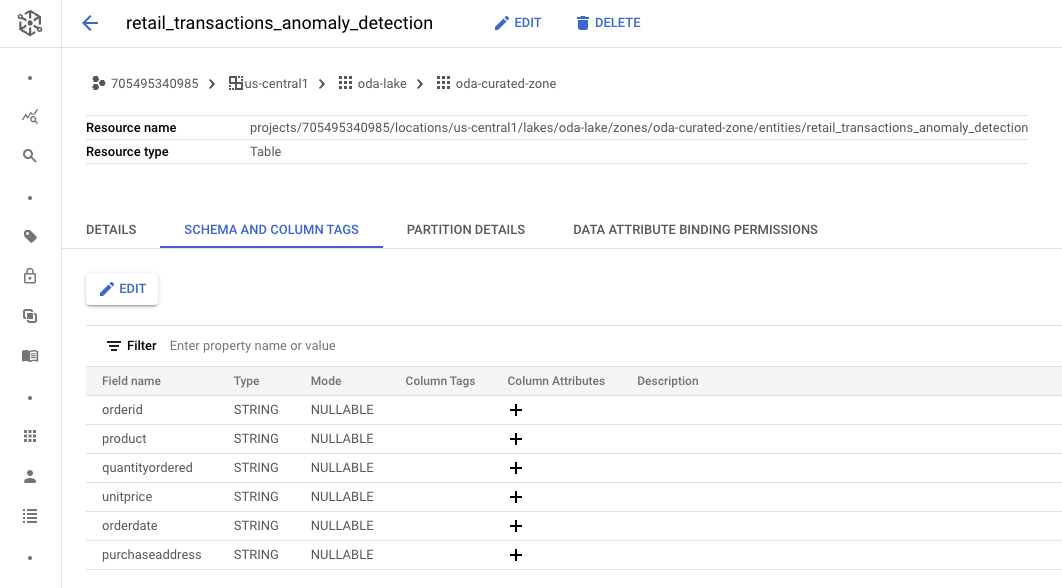 retail_transactions_anomaly_detection EDIT DELETE
705495340985 us-central1 oda-lake oda-curated-zone
Resource name projects/705495340985/locations/us-central1/lakes/oda-lake/zones/oda-curated-zone/entities/retail_transactions_anomaly_detection
Resource type Table
DETAILS SCHEMA AND COLUMN TAGS PARTITION DETAILS DATA ATTRIBUTE BINDING PERMISSIONS
EDIT
Filter Enter property name or value
Field name Type Mode Column Tags Column Attributes Description
orderid STRING NULLABLE
product STRING NULLABLE
quantityordered STRING NULLABLE
unitprice STRING NULLABLE
orderdate STRING NULLABLE
purchaseaddress STRING NULLABLE